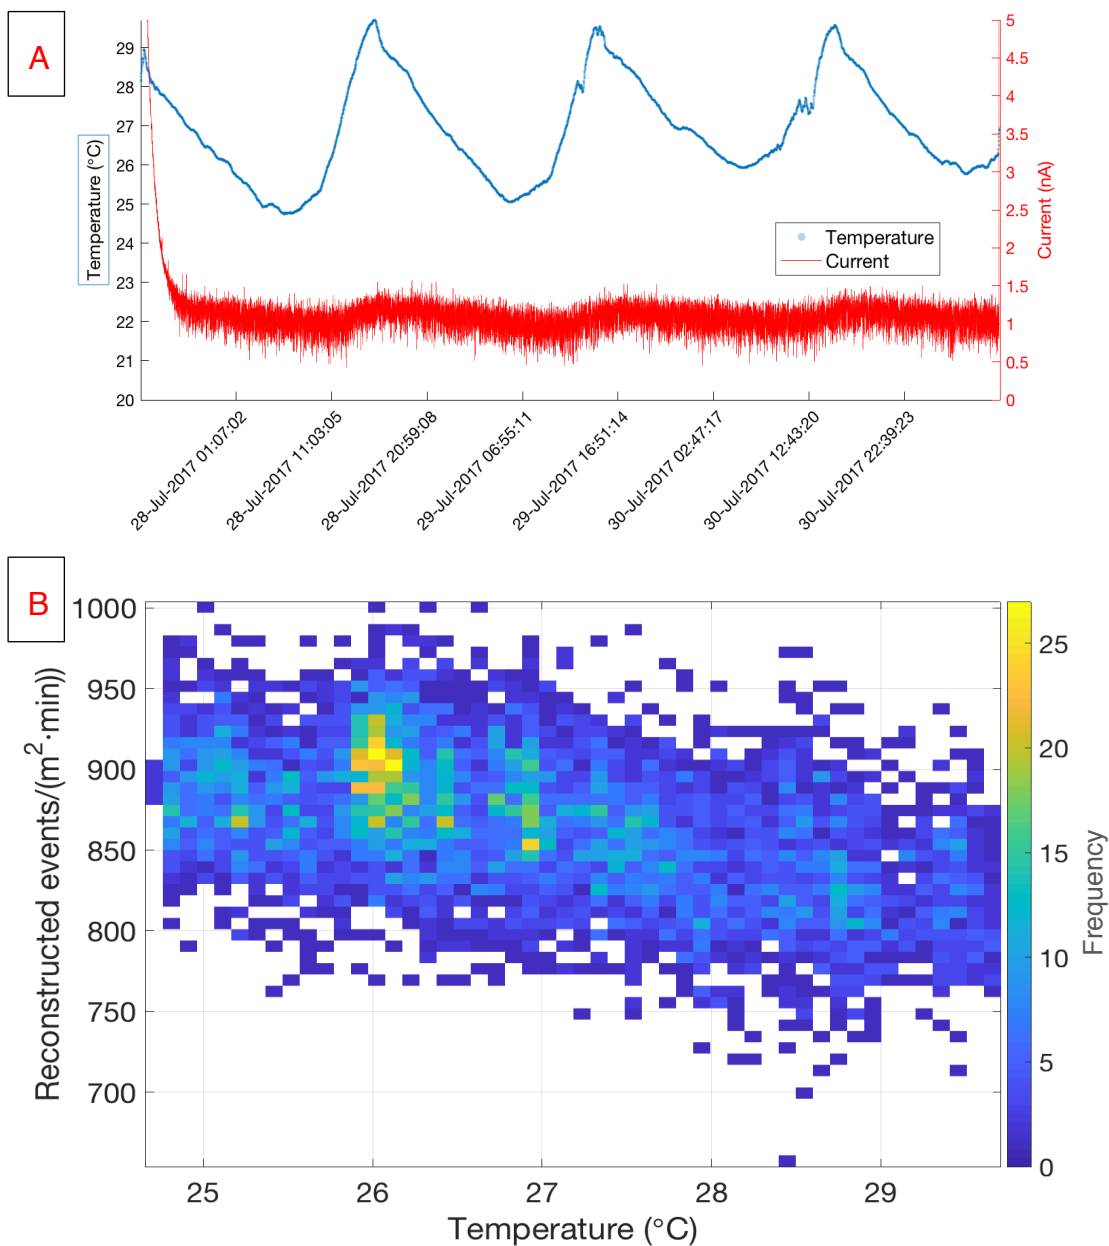 A
29
28
27
26
25
24
23
22
21
20
Temperature (°C)
5
4.5
4
3.5
3
2.5
2
1.5
1
0.5
0
Current (nA)
Temperature
Current
28-Jul-2017 01:07:02
28-Jul-2017 11:03:05
28-Jul-2017 20:59:08
29-Jul-2017 06:55:11
29-Jul-2017 16:51:14
30-Jul-2017 02:47:17
30-Jul-2017 12:43:20
30-Jul-2017 22:39:23
B
1000
950
900
850
800
750
700
Reconstructed events/(m²·min))
25
20
15
10
5
0
Frequency
25 26 27 28 29
Temperature (°C)